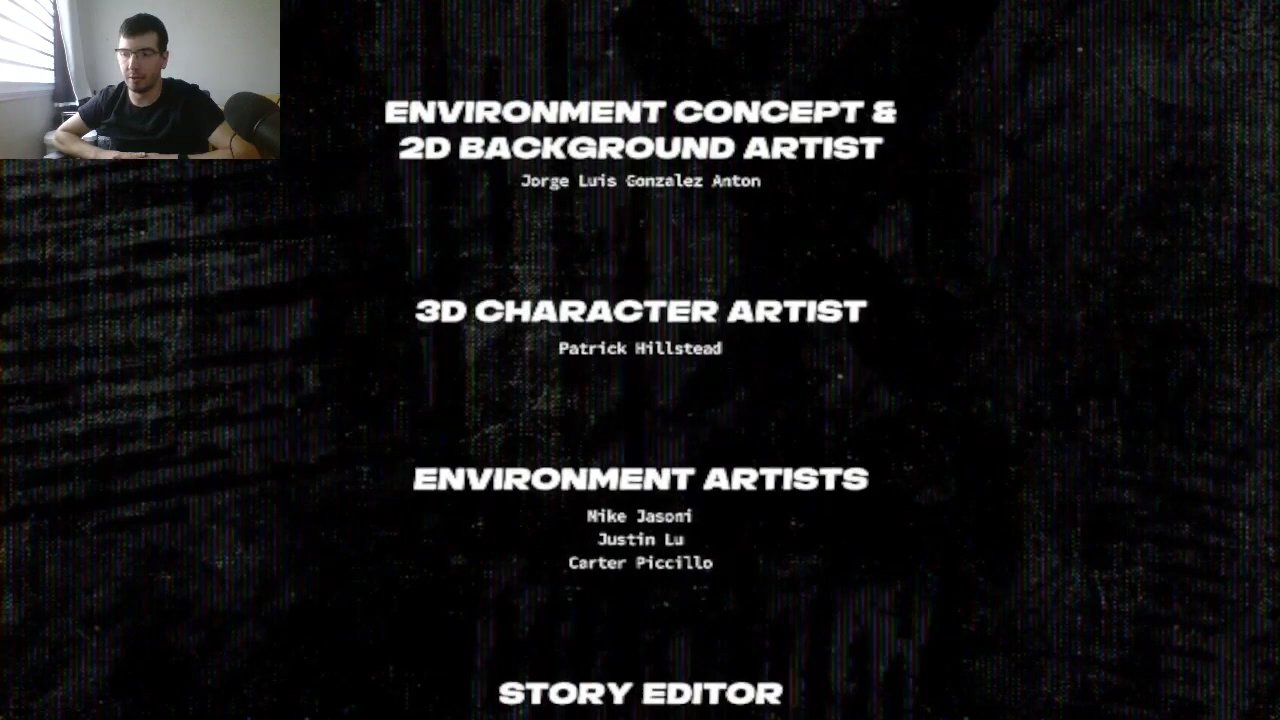 ENVIRONMENT CONCEPT &
2D BACKGROUND ARTIST
Jorge Luis Gonzalez Anton
3D CHARACTER ARTIST
Patrick Hillstead
ENVIRONMENT ARTISTS
Mike Jasoni
Justin Lu
Carter Piccillo
STORY EDITOR